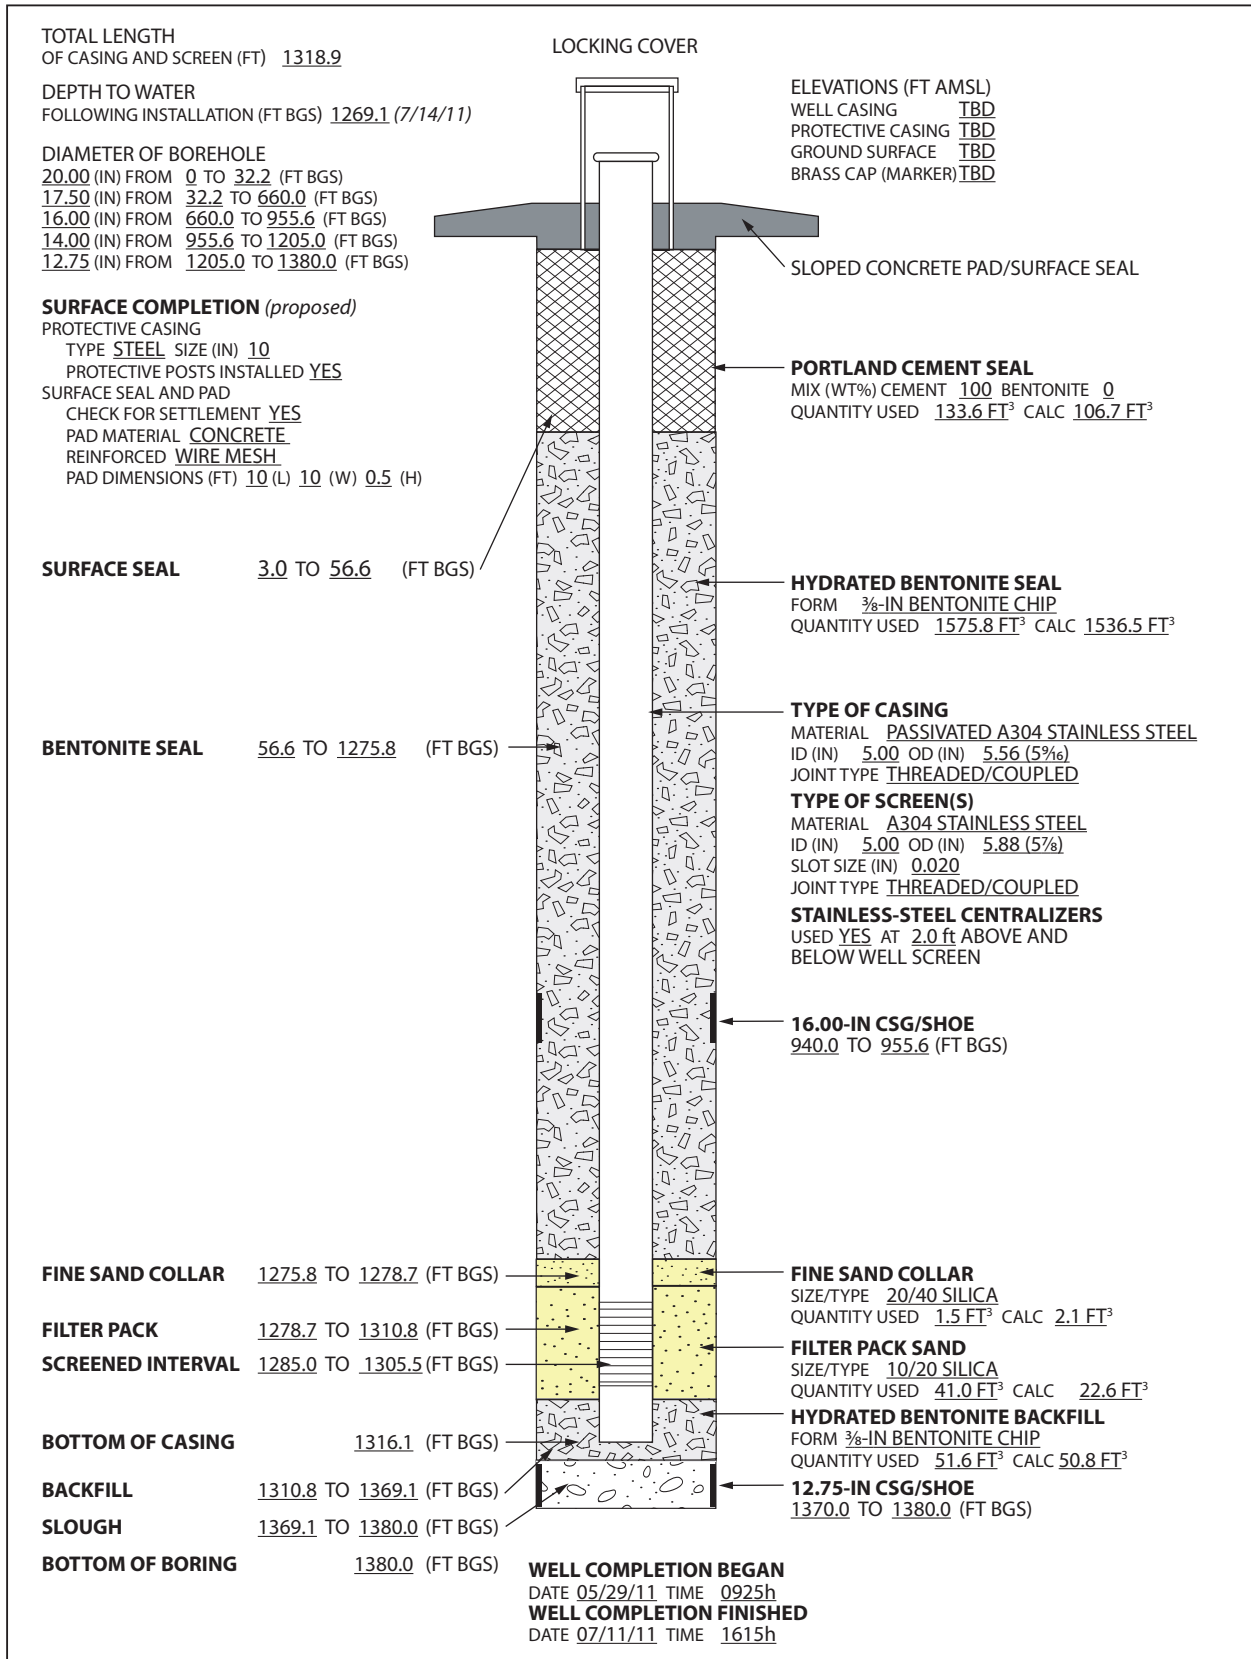 TOTAL LENGTH
OF CASING AND SCREEN (FT) 1318.9
DEPTH TO WATER
FOLLOWING INSTALLATION (FT BGS) 1269.1 (7/14/11)
DIAMETER OF BOREHOLE
20.00 (IN) FROM 0 TO 32.2 (FT BGS)
17.50 (IN) FROM 32.2 TO 660.0 (FT BGS)
16.00 (IN) FROM 660.0 TO 955.6 (FT BGS)
14.00 (IN) FROM 955.6 TO 1205.0 (FT BGS)
12.75 (IN) FROM 1205.0 TO 1380.0 (FT BGS)
SURFACE COMPLETION (proposed)
PROTECTIVE CASING
TYPE STEEL SIZE (IN) 10
PROTECTIVE POSTS INSTALLED YES
SURFACE SEAL AND PAD
CHECK FOR SETTLEMENT YES
PAD MATERIAL CONCRETE
REINFORCED WIRE MESH
PAD DIMENSIONS (FT) 10 (L) 10 (W) 0.5 (H)
SURFACE SEAL 3.0 TO 56.6 (FT BGS)
BENTONITE SEAL 56.6 TO 1275.8 (FT BGS)
FINE SAND COLLAR 1275.8 TO 1278.7 (FT BGS)
FILTER PACK 1278.7 TO 1310.8 (FT BGS)
SCREENED INTERVAL 1285.0 TO 1305.5 (FT BGS)
BOTTOM OF CASING 1316.1 (FT BGS)
BACKFILL 1310.8 TO 1369.1 (FT BGS)
SLOUGH 1369.1 TO 1380.0 (FT BGS)
BOTTOM OF BORING 1380.0 (FT BGS)
LOCKING COVER
ELEVATIONS (FT AMSL)
WELL CASING TBD
PROTECTIVE CASING TBD
GROUND SURFACE TBD
BRASS CAP (MARKER) TBD
SLOPED CONCRETE PAD/SURFACE SEAL
PORTLAND CEMENT SEAL
MIX (WT%) CEMENT 100 BENTONITE 0
QUANTITY USED 133.6 FT³ CALC 106.7 FT³
HYDRATED BENTONITE SEAL
FORM ⅜-IN BENTONITE CHIP
QUANTITY USED 1575.8 FT³ CALC 1536.5 FT³
TYPE OF CASING
MATERIAL PASSIVATED A304 STAINLESS STEEL
ID (IN) 5.00 OD (IN) 5.56 (5⁹⁄₁₆)
JOINT TYPE THREADED/COUPLED
TYPE OF SCREEN(S)
MATERIAL A304 STAINLESS STEEL
ID (IN) 5.00 OD (IN) 5.88 (5⅞)
SLOT SIZE (IN) 0.020
JOINT TYPE THREADED/COUPLED
STAINLESS-STEEL CENTRALIZERS
USED YES AT 2.0 ft ABOVE AND
BELOW WELL SCREEN
16.00-IN CSG/SHOE
940.0 TO 955.6 (FT BGS)
FINE SAND COLLAR
SIZE/TYPE 20/40 SILICA
QUANTITY USED 1.5 FT³ CALC 2.1 FT³
FILTER PACK SAND
SIZE/TYPE 10/20 SILICA
QUANTITY USED 41.0 FT³ CALC 22.6 FT³
HYDRATED BENTONITE BACKFILL
FORM ⅜-IN BENTONITE CHIP
QUANTITY USED 51.6 FT³ CALC 50.8 FT³
12.75-IN CSG/SHOE
1370.0 TO 1380.0 (FT BGS)
WELL COMPLETION BEGAN
DATE 05/29/11 TIME 0925h
WELL COMPLETION FINISHED
DATE 07/11/11 TIME 1615h